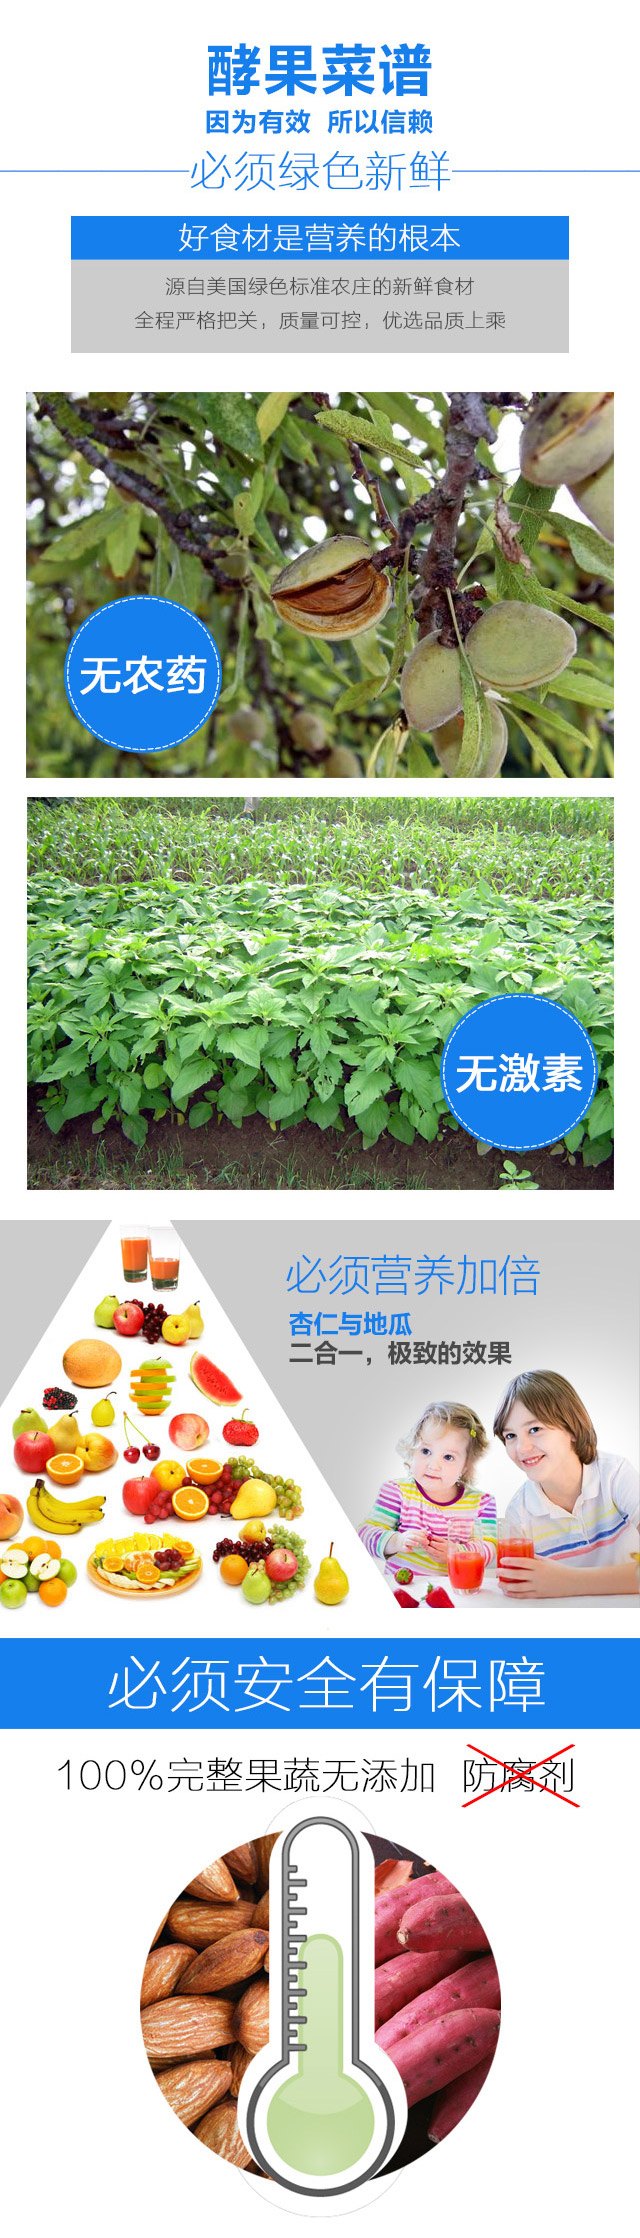 酵果菜谱
因为有效 所以信赖
必须绿色新鲜
好食材是营养的根本
源自美国绿色标准农庄的新鲜食材
全程严格把关，质量可控，优选品质上乘
无农药
无激素
必须营养加倍
杏仁与地瓜
二合一，极致的效果
必须安全有保障
100%完整果蔬无添加 防腐剂